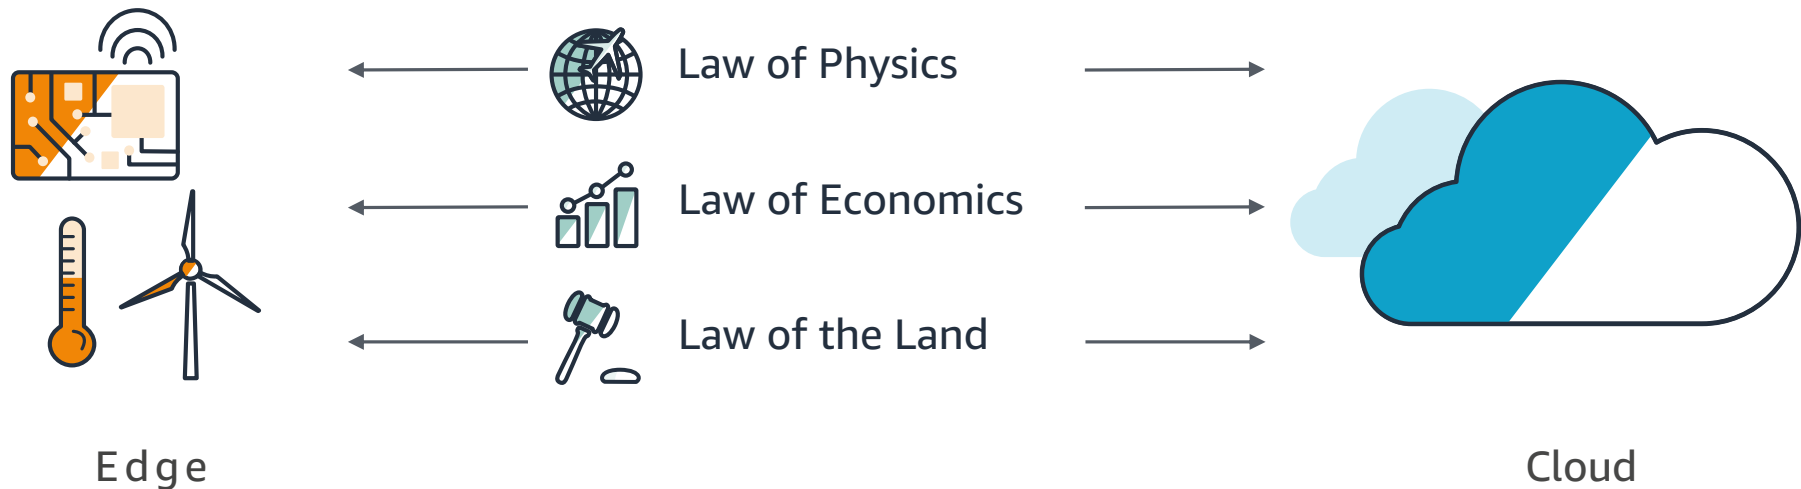 Law of Physics
Law of Economics
Law of the Land
Edge
Cloud